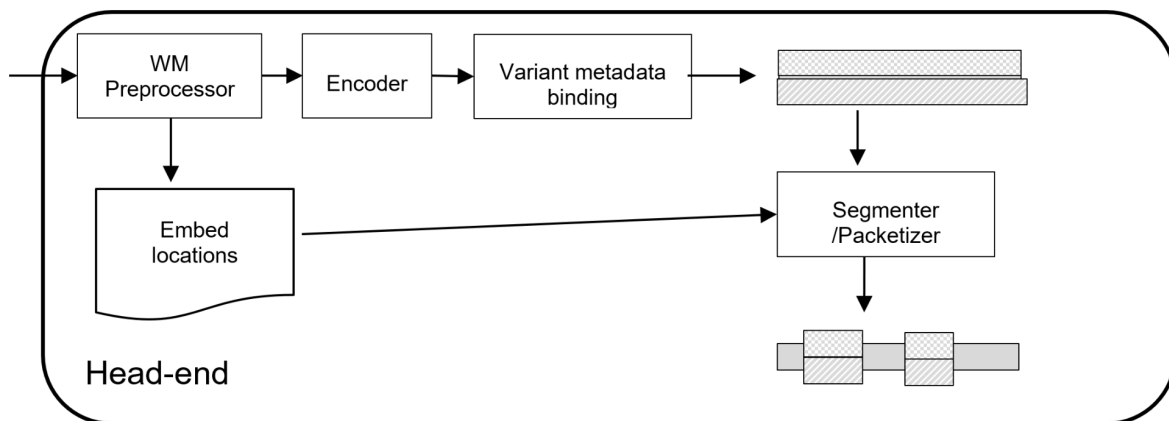 WM
Preprocessor
Encoder
Variant metadata
binding
Embed
locations
Segmenter
/Packetizer
Head-end